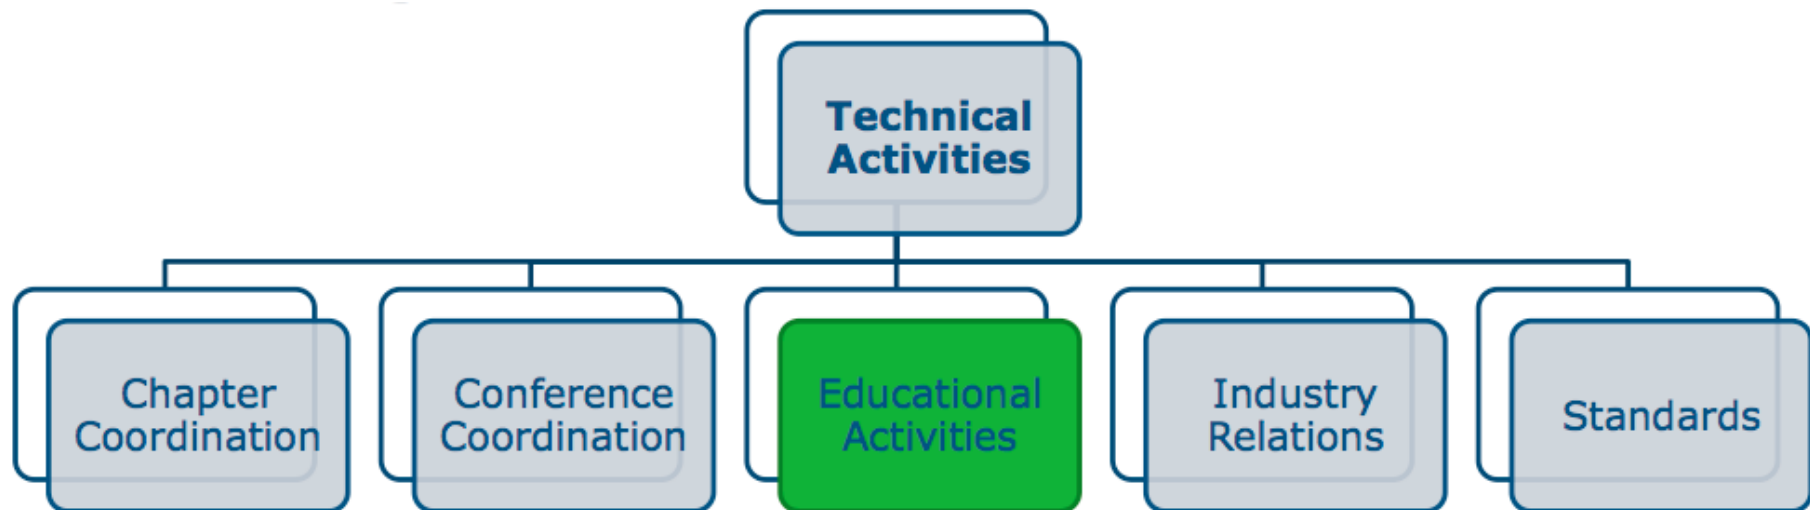 Technical
Activities
Chapter
Coordination
Conference
Coordination
Educational
Activities
Industry
Relations
Standards